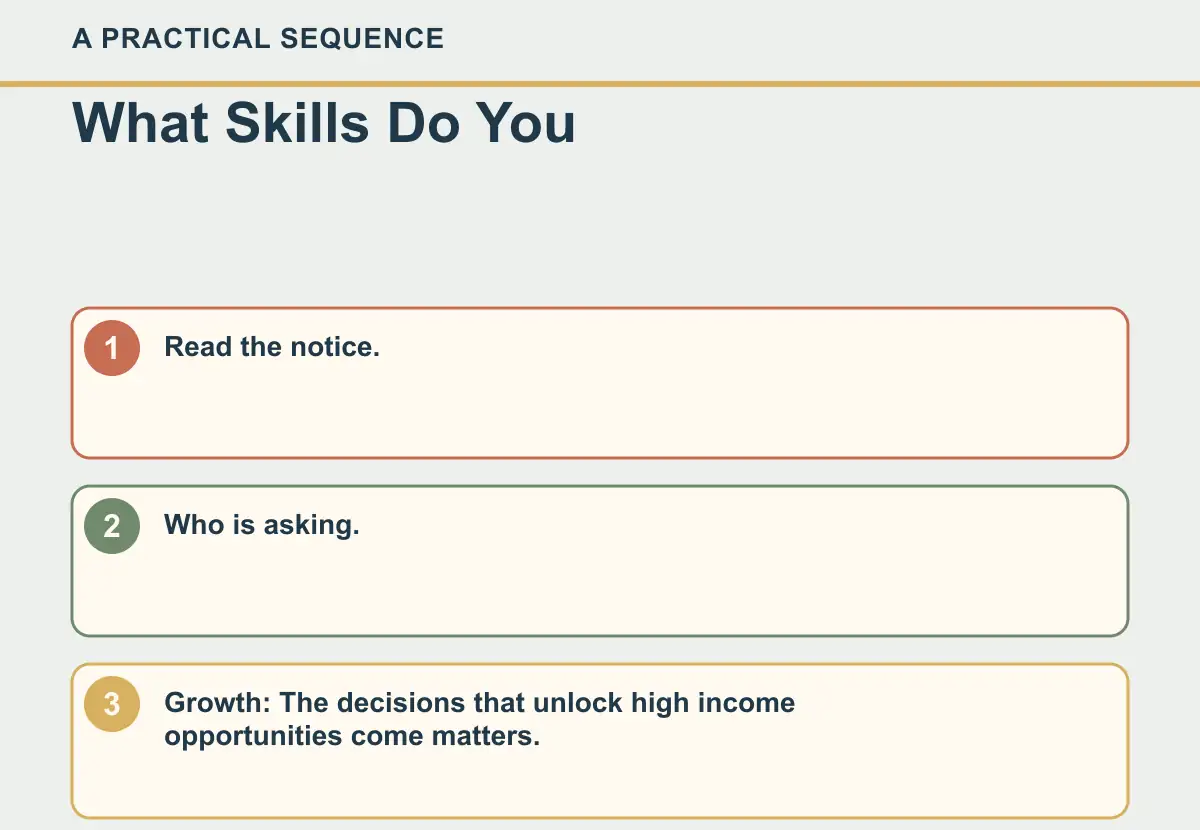 A PRACTICAL SEQUENCE
What Skills Do You
1
Read the notice.
2
Who is asking.
3
Growth: The decisions that unlock high income
opportunities come matters.